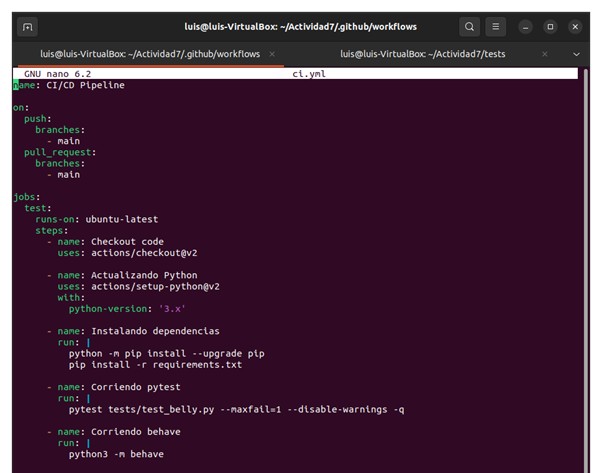 luis@luis-VirtualBox: ~/Actividad7/.github/workflows
luis@luis-VirtualBox: ~/Actividad7/.github/workflows × luis@luis-VirtualBox: ~/Actividad7/tests ×
GNU nano 6.2 ci.yml
name: CI/CD Pipeline

on:
  push:
    branches:
      - main
  pull_request:
    branches:
      - main

jobs:
  test:
    runs-on: ubuntu-latest
    steps:
      - name: Checkout code
        uses: actions/checkout@v2

      - name: Actualizando Python
        uses: actions/setup-python@v2
        with:
          python-version: '3.x'

      - name: Instalando dependencias
        run: |
          python -m pip install --upgrade pip
          pip install -r requirements.txt

      - name: Corriendo pytest
        run: |
          pytest tests/test_belly.py --maxfail=1 --disable-warnings -q

      - name: Corriendo behave
        run: |
          python3 -m behave